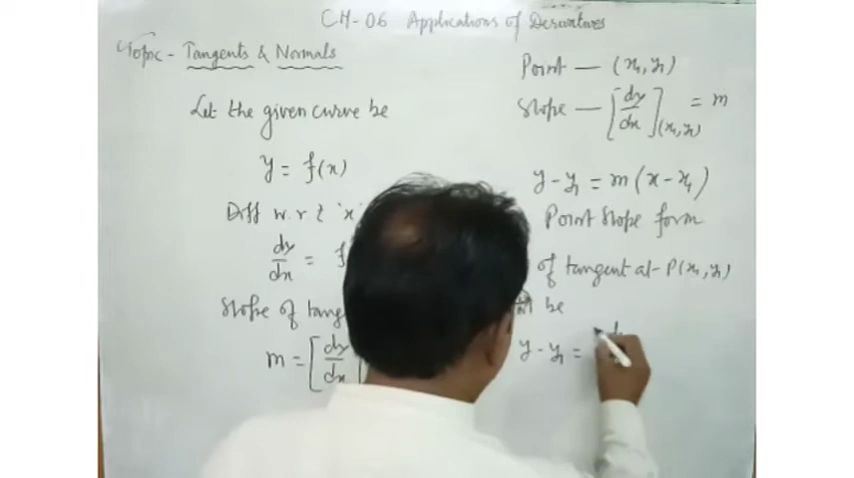 CH-06 Applications of Derivatives
Topic - Tangents & Normals
Let the given curve be
y = f(x)
Diff w.r.t 'x'
dy/dx = f
Slope of tang
m = [dy/dx]
Point — (x₁, y₁)
Slope — [dy/dx](x₁, y₁) = m
y - y₁ = m (x - x₁)
Point Slope form
of tangent at P(x₁, y₁)
be
y - y₁ =